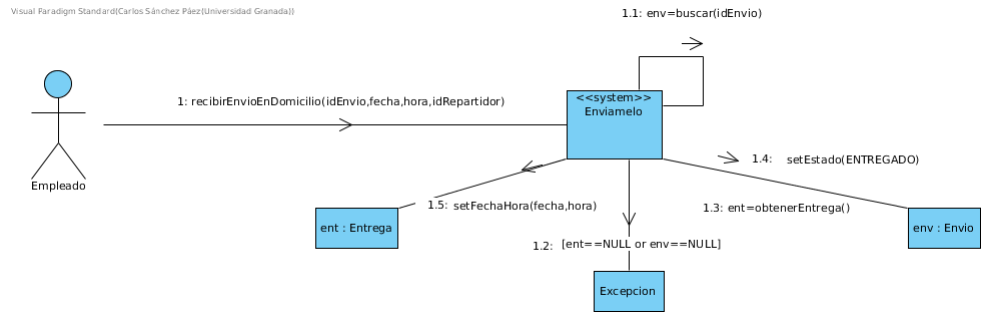 Visual Paradigm Standard(Carlos Sánchez Páez(Universidad Granada))
1.1: env=buscar(idEnvio)
1: recibirEnvioEnDomicilio(idEnvio,fecha,hora,idRepartidor)
<<system>>
Enviamelo
Empleado
1.4: setEstado(ENTREGADO)
1.5: setFechaHora(fecha,hora)
1.3: ent=obtenerEntrega()
ent : Entrega
env : Envio
1.2: [ent==NULL or env==NULL]
Excepcion